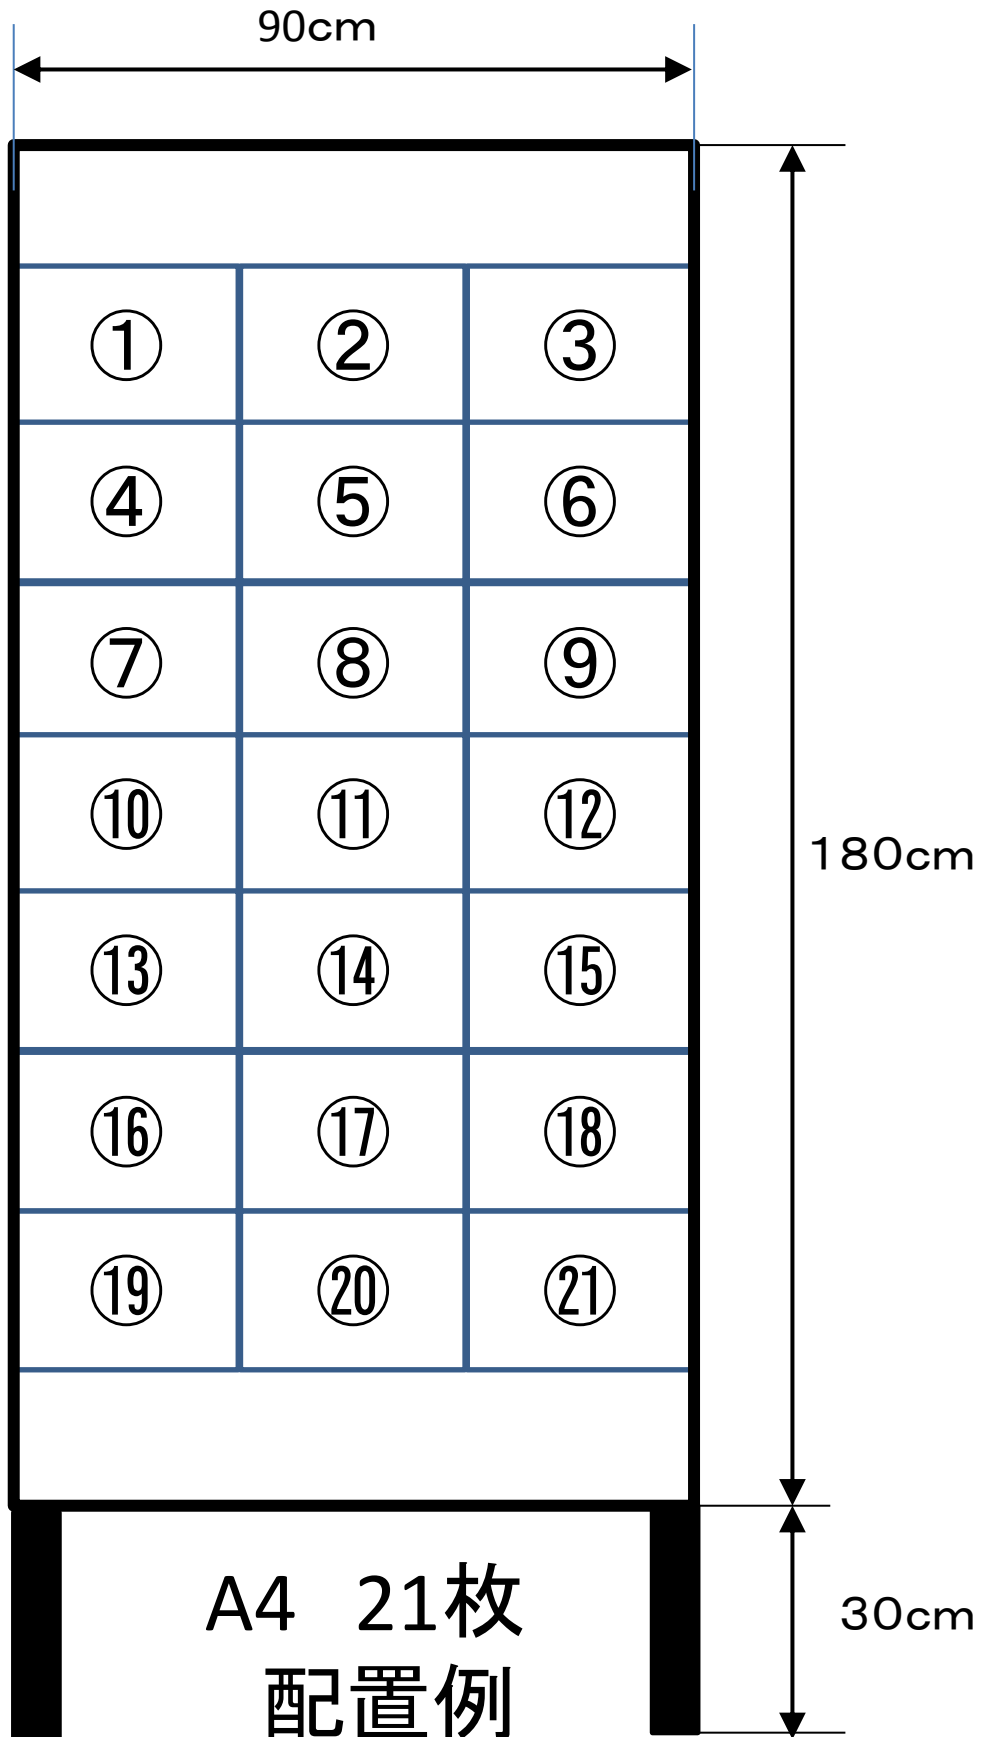 90cm
① ② ③
④ ⑤ ⑥
⑦ ⑧ ⑨
⑩ ⑪ ⑫
180cm
⑬ ⑭ ⑮
⑯ ⑰ ⑱
⑲ ⑳ ㉑
A4 21枚
30cm
配置例